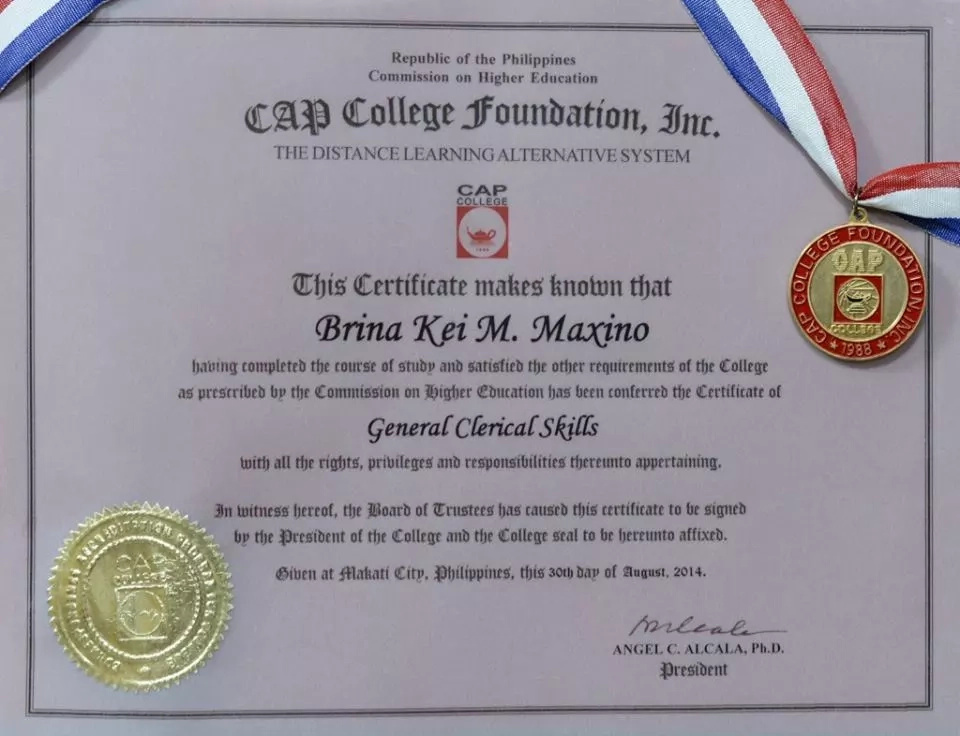 Republic of the Philippines
Commission on Higher Education
CAP College Foundation, Inc.
THE DISTANCE LEARNING ALTERNATIVE SYSTEM
CAP
COLLEGE
This Certificate makes known that
Brina Kei M. Maxino
having completed the course of study and satisfied the other requirements of the College
as prescribed by the Commission on Higher Education has been conferred the Certificate of
General Clerical Skills
with all the rights, privileges and responsibilities thereunto appertaining.
In witness hereof, the Board of Trustees has caused this certificate to be signed
by the President of the College and the College seal to be hereunto affixed.
Given at Makati City, Philippines, this 30th day of August, 2014.
ANGEL C. ALCALA, Ph.D.
President
CAP COLLEGE FOUNDATION, INC.
CAP
COLLEGE
★ 1988 ★
CAP
COLLEGE